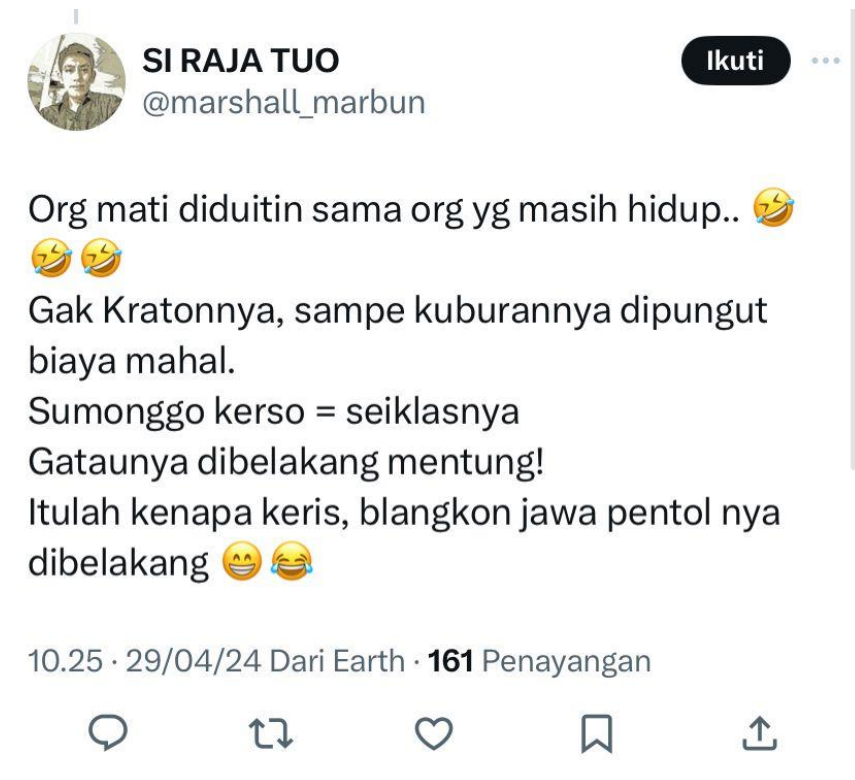 SI RAJA TUO
Ikuti
@marshall_marbun
Org mati diduitin sama org yg masih hidup.. 🤣
🤣🤣
Gak Kratonnya, sampe kuburannya dipungut
biaya mahal.
Sumonggo kerso = seiklasnya
Gataunya dibelakang mentung!
Itulah kenapa keris, blangkon jawa pentol nya
dibelakang 😁😂
10.25 · 29/04/24 Dari Earth · 161 Penayangan